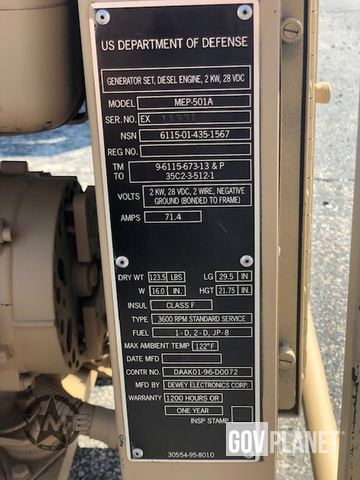 US DEPARTMENT OF DEFENSE
GENERATOR SET, DIESEL ENGINE, 2 KW, 28 VDC
MODEL MEP-501A
SER.NO. EX 11331
NSN 6115-01-435-1567
REG NO.
TM 9-6115-673-13 & P
TO 35C2-3-512-1
VOLTS 2 KW, 28 VDC, 2 WIRE, NEGATIVE
GROUND (BONDED TO FRAME)
AMPS 71.4
DRY WT 123.5 LBS LG 29.5 IN
W 16.0 IN. HGT 21.75 IN.
INSUL CLASS F
TYPE 3600 RPM STANDARD SERVICE
FUEL 1-D, 2-D, JP-8
MAX AMBIENT TEMP 122°F
DATE MFD
CONTR NO. DAAK01-96-D0072
MFD BY DEWEY ELECTRONICS CORP.
WARRANTY 1200 HOURS OR
ONE YEAR
INSP STAMP
30554-95-8010
AME
GOVPLANET